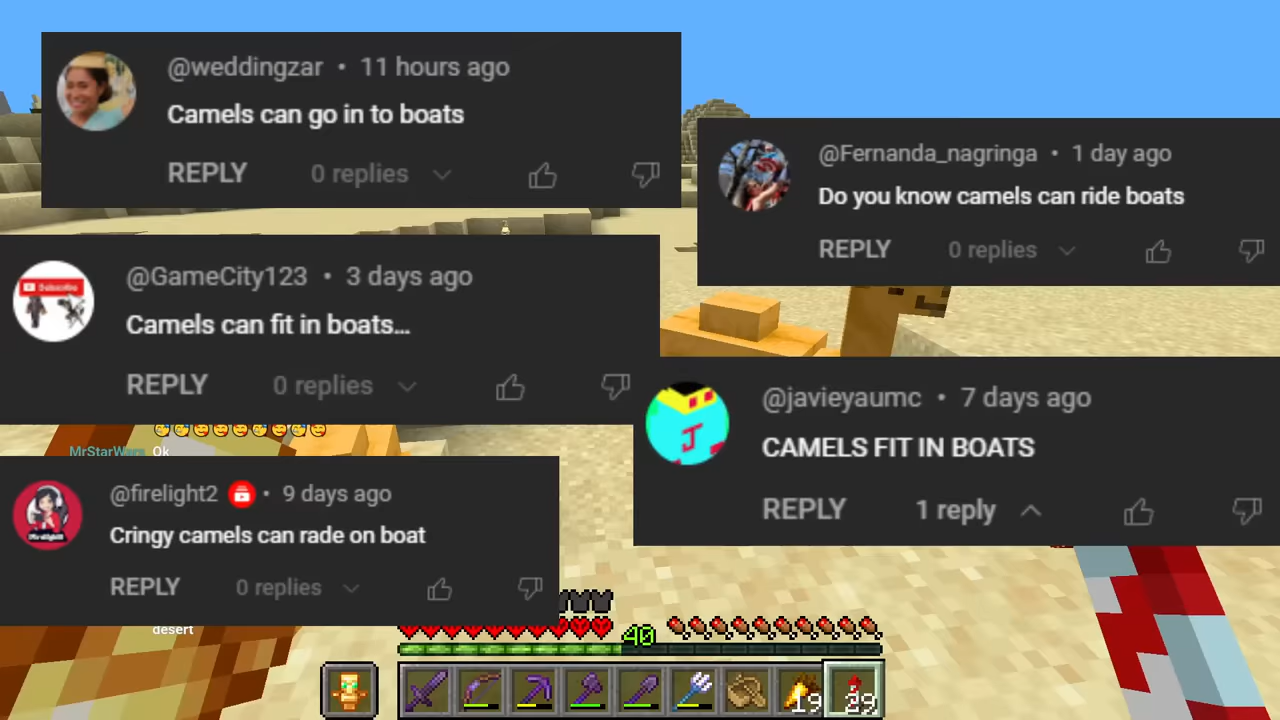 @weddingzar • 11 hours ago
Camels can go in to boats
REPLY 0 replies
@Fernanda_nagringa • 1 day ago
Do you know camels can ride boats
REPLY 0 replies
@GameCity123 • 3 days ago
Camels can fit in boats...
REPLY 0 replies
@javieyaumc • 7 days ago
CAMELS FIT IN BOATS
REPLY 1 reply
Ok
@firelight2 • 9 days ago
Cringy camels can rade on boat
REPLY 0 replies
desert
40
19 29